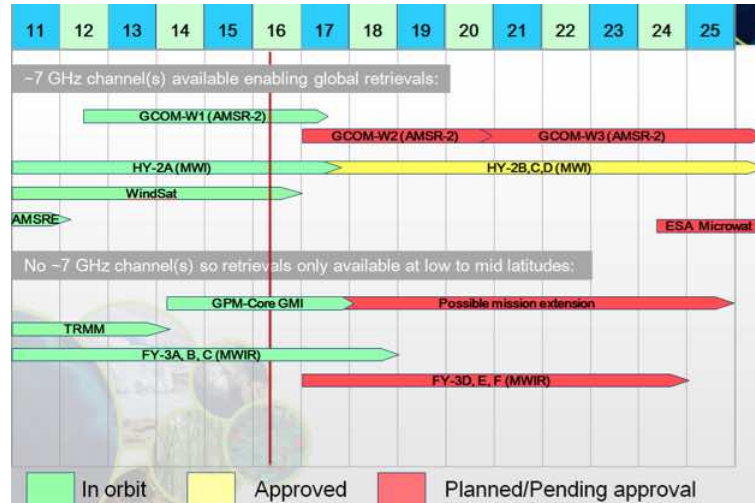 11 12 13 14 15 16 17 18 19 20 21 22 23 24 25
~7 GHz channel(s) available enabling global retrievals:
GCOM-W1 (AMSR-2)
GCOM-W2 (AMSR-2) GCOM-W3 (AMSR-2)
HY-2A (MWI) HY-2B,C,D (MWI)
WindSat
AMSRE
ESA Microwat
No ~7 GHz channel(s) so retrievals only available at low to mid latitudes:
GPM-Core GMI Possible mission extension
TRMM
FY-3A, B, C (MWIR)
FY-3D, E, F (MWIR)
In orbit Approved Planned/Pending approval